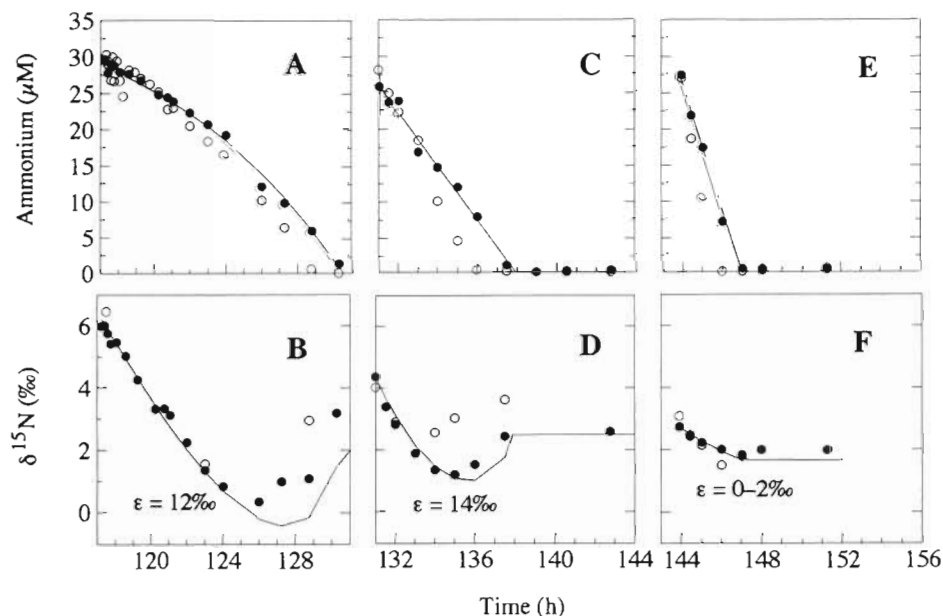 35
30
25
20
15
10
5
0
Ammonium (µM)
A
C
E
6
4
2
0
δ ¹⁵N (‰)
B
D
F
ε = 12‰
ε = 14‰
ε = 0–2‰
120 124 128 132 136 140 144 144 148 152 156
Time (h)